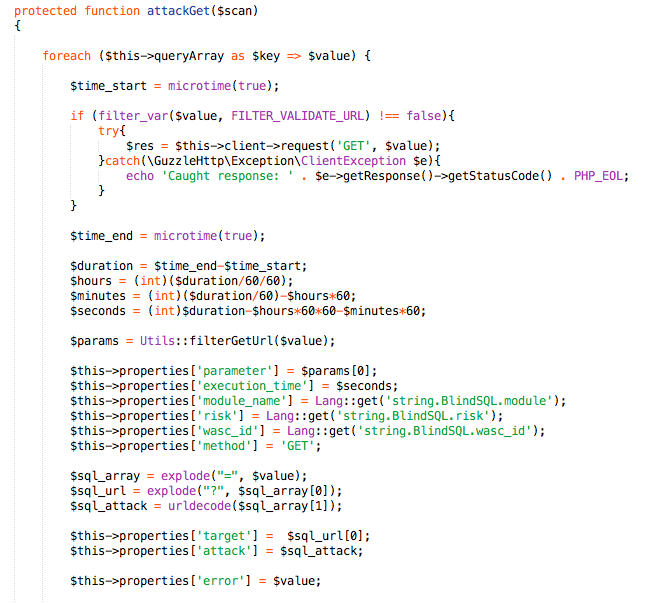 protected function attackGet($scan)
{
foreach ($this->queryArray as $key => $value) {
$time_start = microtime(true);
if (filter_var($value, FILTER_VALIDATE_URL) !== false){
try{
$res = $this->client->request('GET', $value);
}catch(\GuzzleHttp\Exception\ClientException $e){
echo 'Caught response: ' . $e->getResponse()->getStatusCode() . PHP_EOL;
}
}
$time_end = microtime(true);
$duration = $time_end-$time_start;
$hours = (int)($duration/60/60);
$minutes = (int)($duration/60)-$hours*60;
$seconds = (int)$duration-$hours*60*60-$minutes*60;
$params = Utils::filterGetUrl($value);
$this->properties['parameter'] = $params[0];
$this->properties['execution_time'] = $seconds;
$this->properties['module_name'] = Lang::get('string.BlindSQL.module');
$this->properties['risk'] = Lang::get('string.BlindSQL.risk');
$this->properties['wasc_id'] = Lang::get('string.BlindSQL.wasc_id');
$this->properties['method'] = 'GET';
$sql_array = explode("=", $value);
$sql_url = explode("?", $sql_array[0]);
$sql_attack = urldecode($sql_array[1]);
$this->properties['target'] =  $sql_url[0];
$this->properties['attack'] = $sql_attack;
$this->properties['error'] = $value;